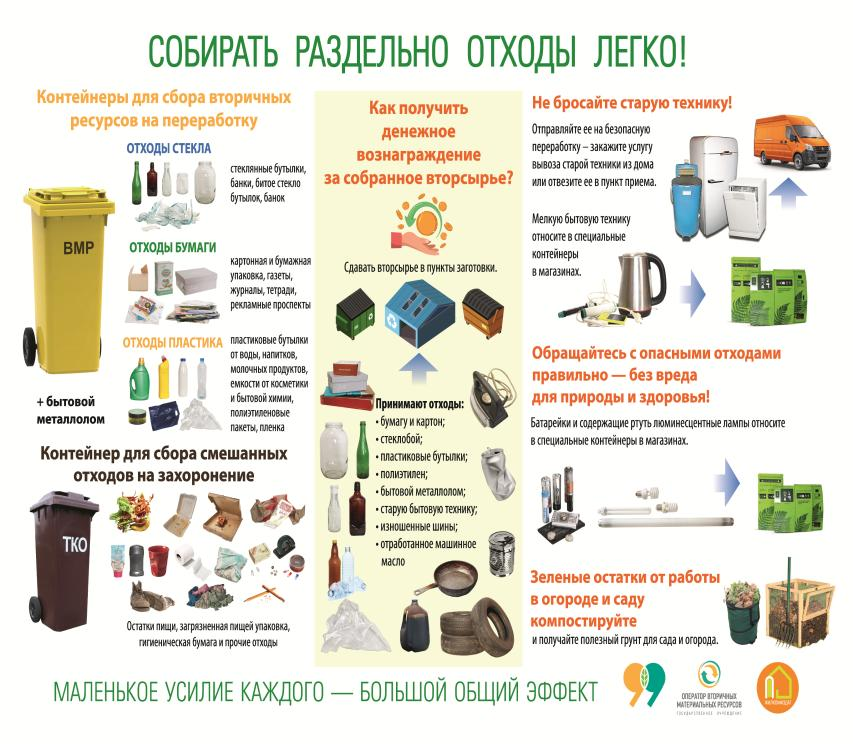 СОБИРАТЬ РАЗДЕЛЬНО ОТХОДЫ ЛЕГКО!
Контейнеры для сбора вторичных
ресурсов на переработку
ОТХОДЫ СТЕКЛА
стеклянные бутылки,
банки, битое стекло
бутылок, банок
ВМР
ОТХОДЫ БУМАГИ
картонная и бумажная
упаковка, газеты,
журналы, тетради,
рекламные проспекты
ОТХОДЫ ПЛАСТИКА
пластиковые бутылки
от воды, напитков,
молочных продуктов,
емкости от косметики
и бытовой химии,
полиэтиленовые
пакеты, пленка
+ бытовой
металлолом
Контейнер для сбора смешанных
отходов на захоронение
ТКО
Остатки пищи, загрязненная пищей упаковка,
гигиеническая бумага и прочие отходы
Как получить
денежное
вознаграждение
за собранное вторсырье?
Сдавать вторсырье в пункты заготовки.
Принимают отходы:
• бумагу и картон;
• стеклобой;
• пластиковые бутылки;
• полиэтилен;
• бытовой металлолом;
• старую бытовую технику;
• изношенные шины;
• отработанное машинное
масло
Не бросайте старую технику!
Отправляйте ее на безопасную
переработку – закажите услугу
вывоза старой техники из дома
или отвезите ее в пункт приема.
Мелкую бытовую технику
относите в специальные
контейнеры
в магазинах.
Обращайтесь с опасными отходами
правильно — без вреда
для природы и здоровья!
Батарейки и содержащие ртуть люминесцентные лампы относите
в специальные контейнеры в магазинах.
Зеленые остатки от работы
в огороде и саду
компостируйте
и получайте полезный грунт для сада и огорода.
МАЛЕНЬКОЕ УСИЛИЕ КАЖДОГО — БОЛЬШОЙ ОБЩИЙ ЭФФЕКТ
ОПЕРАТОР ВТОРИЧНЫХ
МАТЕРИАЛЬНЫХ РЕСУРСОВ
ГОСУДАРСТВЕННОЕ УЧРЕЖДЕНИЕ